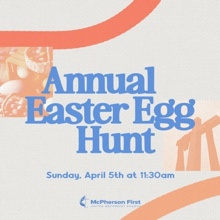 Annual
Easter Egg
Hunt
Sunday, April 5th at 11:30am
McPherson First